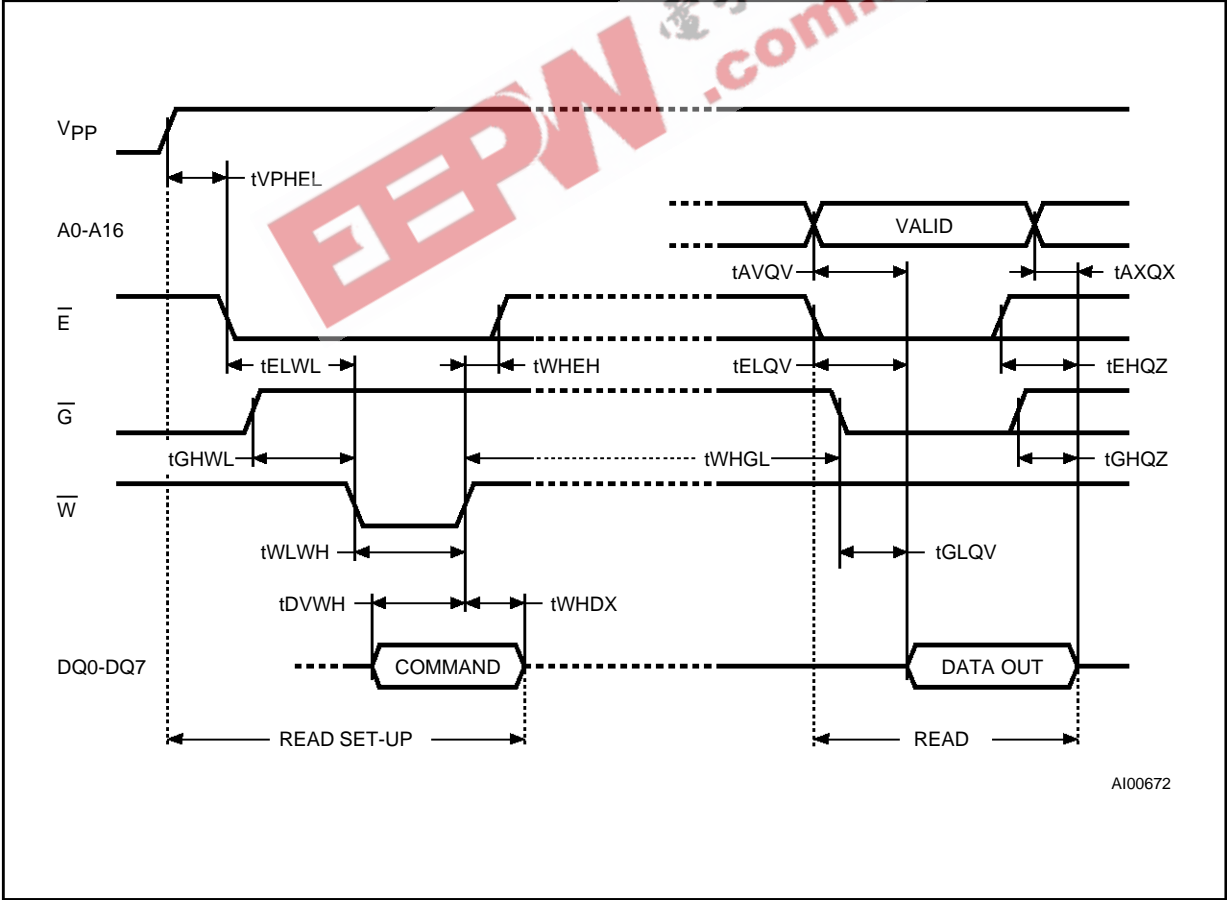 EEPW
.com.
VPP
tVPHEL
A0-A16
VALID
tAVQV
tAXQX
E
tELWL
tWHEH
tELQV
tEHQZ
G
tGHWL
tWHGL
tGHQZ
W
tWLWH
tGLQV
tDVWH
tWHDX
DQ0-DQ7
COMMAND
DATA OUT
READ SET-UP
READ
AI00672